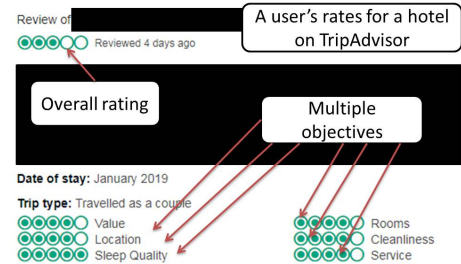 Review of
A user's rates for a hotel
on TripAdvisor
Reviewed 4 days ago
Overall rating
Multiple
objectives
Date of stay: January 2019
Trip type: Travelled as a couple
Value
Rooms
Location
Cleanliness
Sleep Quality
Service